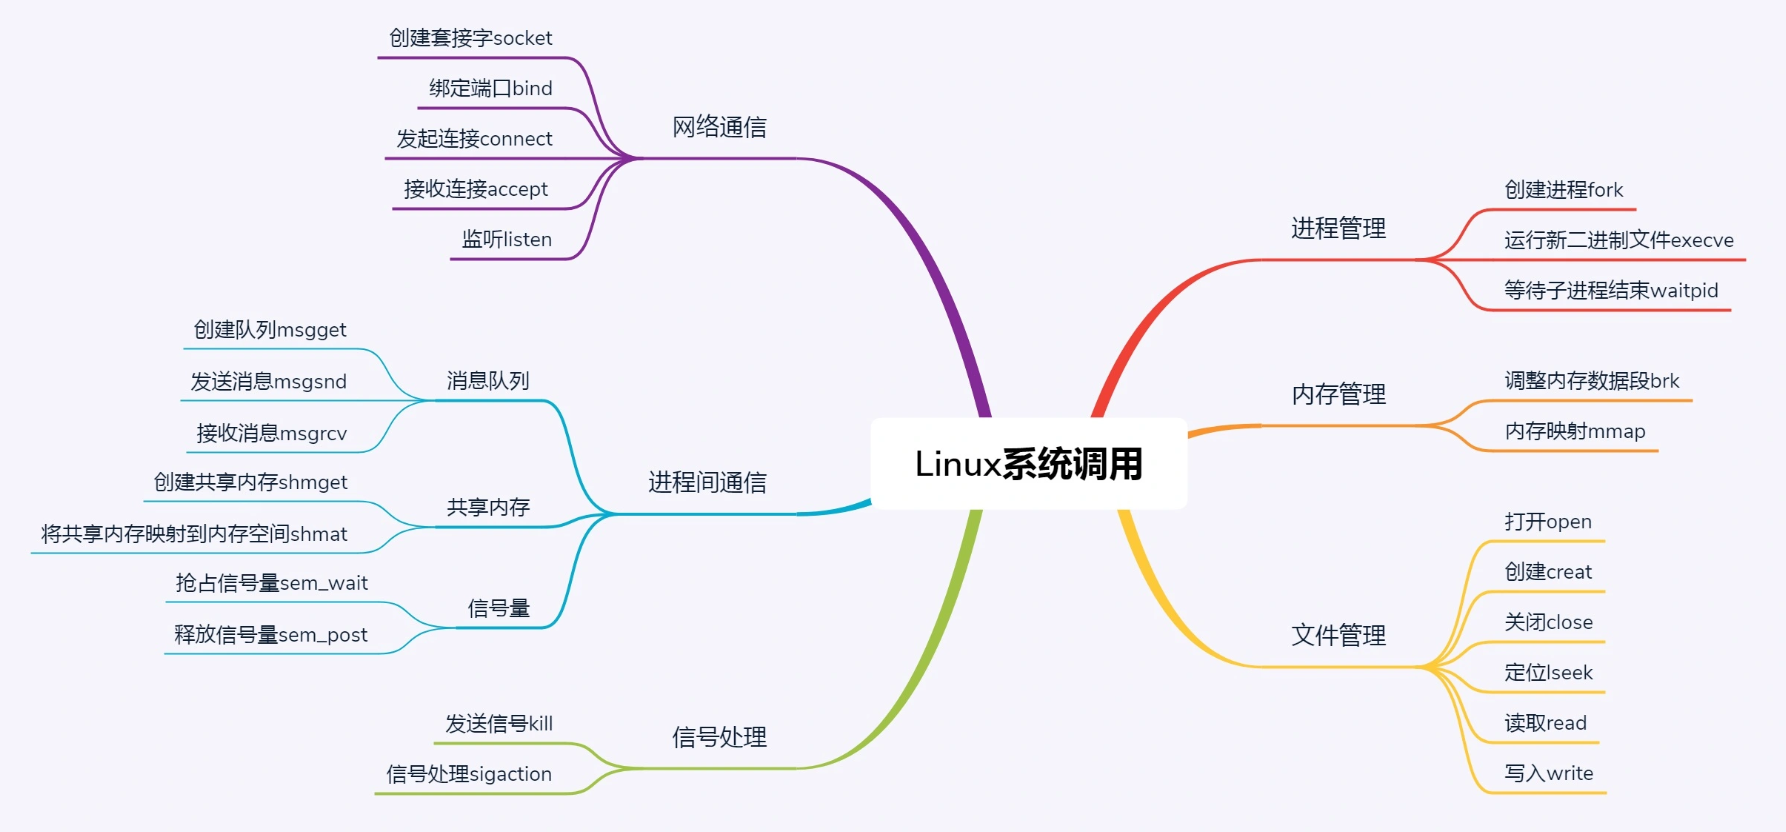 Linux系统调用
进程管理
创建进程fork
运行新二进制文件execve
等待子进程结束waitpid
内存管理
调整内存数据段brk
内存映射mmap
文件管理
打开open
创建creat
关闭close
定位lseek
读取read
写入write
网络通信
创建套接字socket
绑定端口bind
发起连接connect
接收连接accept
监听listen
进程间通信
消息队列
创建队列msgget
发送消息msgsnd
接收消息msgrcv
共享内存
创建共享内存shmget
将共享内存映射到内存空间shmat
信号量
抢占信号量sem_wait
释放信号量sem_post
信号处理
发送信号kill
信号处理sigaction